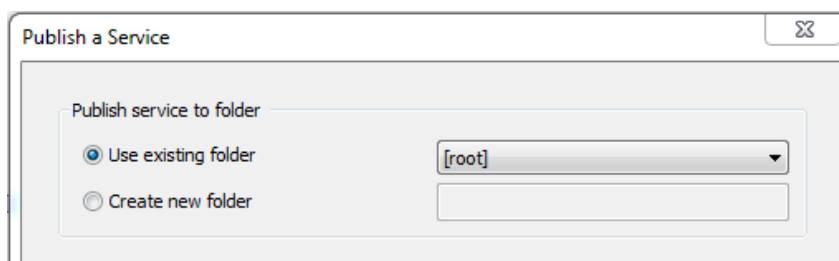 Publish a Service
Publish service to folder
Use existing folder [root]
Create new folder